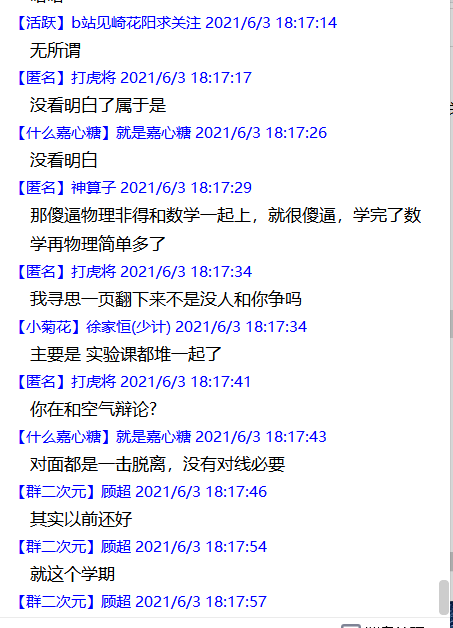 【活跃】b站见崎花阳求关注 2021/6/3 18:17:14
无所谓
【匿名】打虎将 2021/6/3 18:17:17
没看明白了属于是
【什么嘉心糖】就是嘉心糖 2021/6/3 18:17:26
没看明白
【匿名】神算子 2021/6/3 18:17:29
那傻逼物理非得和数学一起上，就很傻逼，学完了数
学再物理简单多了
【匿名】打虎将 2021/6/3 18:17:34
我寻思一页翻下来不是没人和你争吗
【小菊花】徐家恒(少计) 2021/6/3 18:17:34
主要是 实验课都堆一起了
【匿名】打虎将 2021/6/3 18:17:41
你在和空气辩论?
【什么嘉心糖】就是嘉心糖 2021/6/3 18:17:43
对面都是一击脱离，没有对线必要
【群二次元】顾超 2021/6/3 18:17:46
其实以前还好
【群二次元】顾超 2021/6/3 18:17:54
就这个学期
【群二次元】顾超 2021/6/3 18:17:57